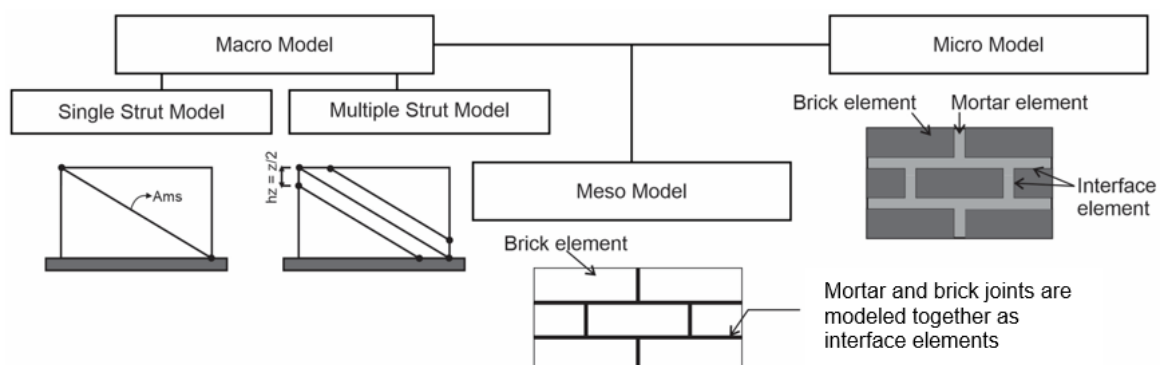 Macro Model
Micro Model
Single Strut Model
Multiple Strut Model
Brick element
Mortar element
Interface
element
Ams
hz = z/2
Meso Model
Brick element
Mortar and brick joints are
modeled together as
interface elements